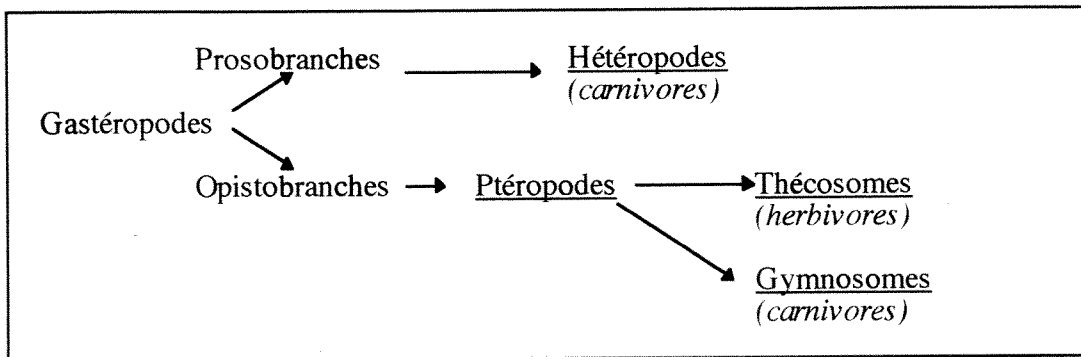 Prosobranches Hétéropodes
(carnivores)
Gastéropodes
Opistobranches Ptéropodes Thécosomes
(herbivores)
Gymnosomes
(carnivores)